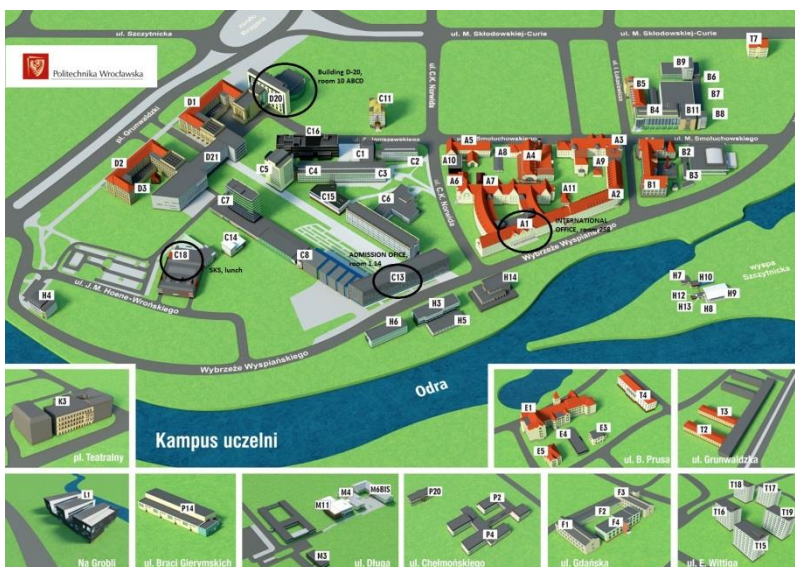 ul. Szczytnicka
rondo
Reagana
ul. M. Skłodowskiej-Curie
ul. M. Skłodowskiej-Curie
T7
Politechnika Wrocławska
Building D-20,
room 10 ABCD
ul. C.K. Norwida
ul. I. Łukasiewicza
B9
B5
B6
B7
B4
B11
B8
pl. Grunwaldzki
D1
D20
C11
C16
ul. Smoluchowskiego
ul. M. Smoluchowskiego
D2
D21
D3
C5
C1
C2
C4
C3
A5
A3
A10
A8
A4
A9
B2
B3
B1
A6
A7
A11
A2
C7
C15
C6
ul. C.K. Norwida
A1
INTERNATIONAL
C14
C18
SKS, lunch
C8
ADMISSION OFICE,
room 1.14
C13
Wybrzeże Wyspiańskiego
wyspa
Szczytnicka
H14
H7
H10
H9
H12
H13
H8
H4
ul. J.M. Hoene-Wrońskiego
H3
H6
H5
Wybrzeże Wyspiańskiego
Odra
Kampus uczelni
K3
pl. Teatralny
E1
T4
E4
E3
E5
ul. B. Prusa
T3
T2
ul. Grunwaldzka
L1
Na Grobli
P14
ul. Braci Gierymskich
M6BIS
M4
M11
M3
ul. Długa
P20
P2
P4
ul. Chełmońskiego
F3
F2
F1
F4
ul. Gdańska
T18
T17
T16
T19
T15
ul. E. Wittiga